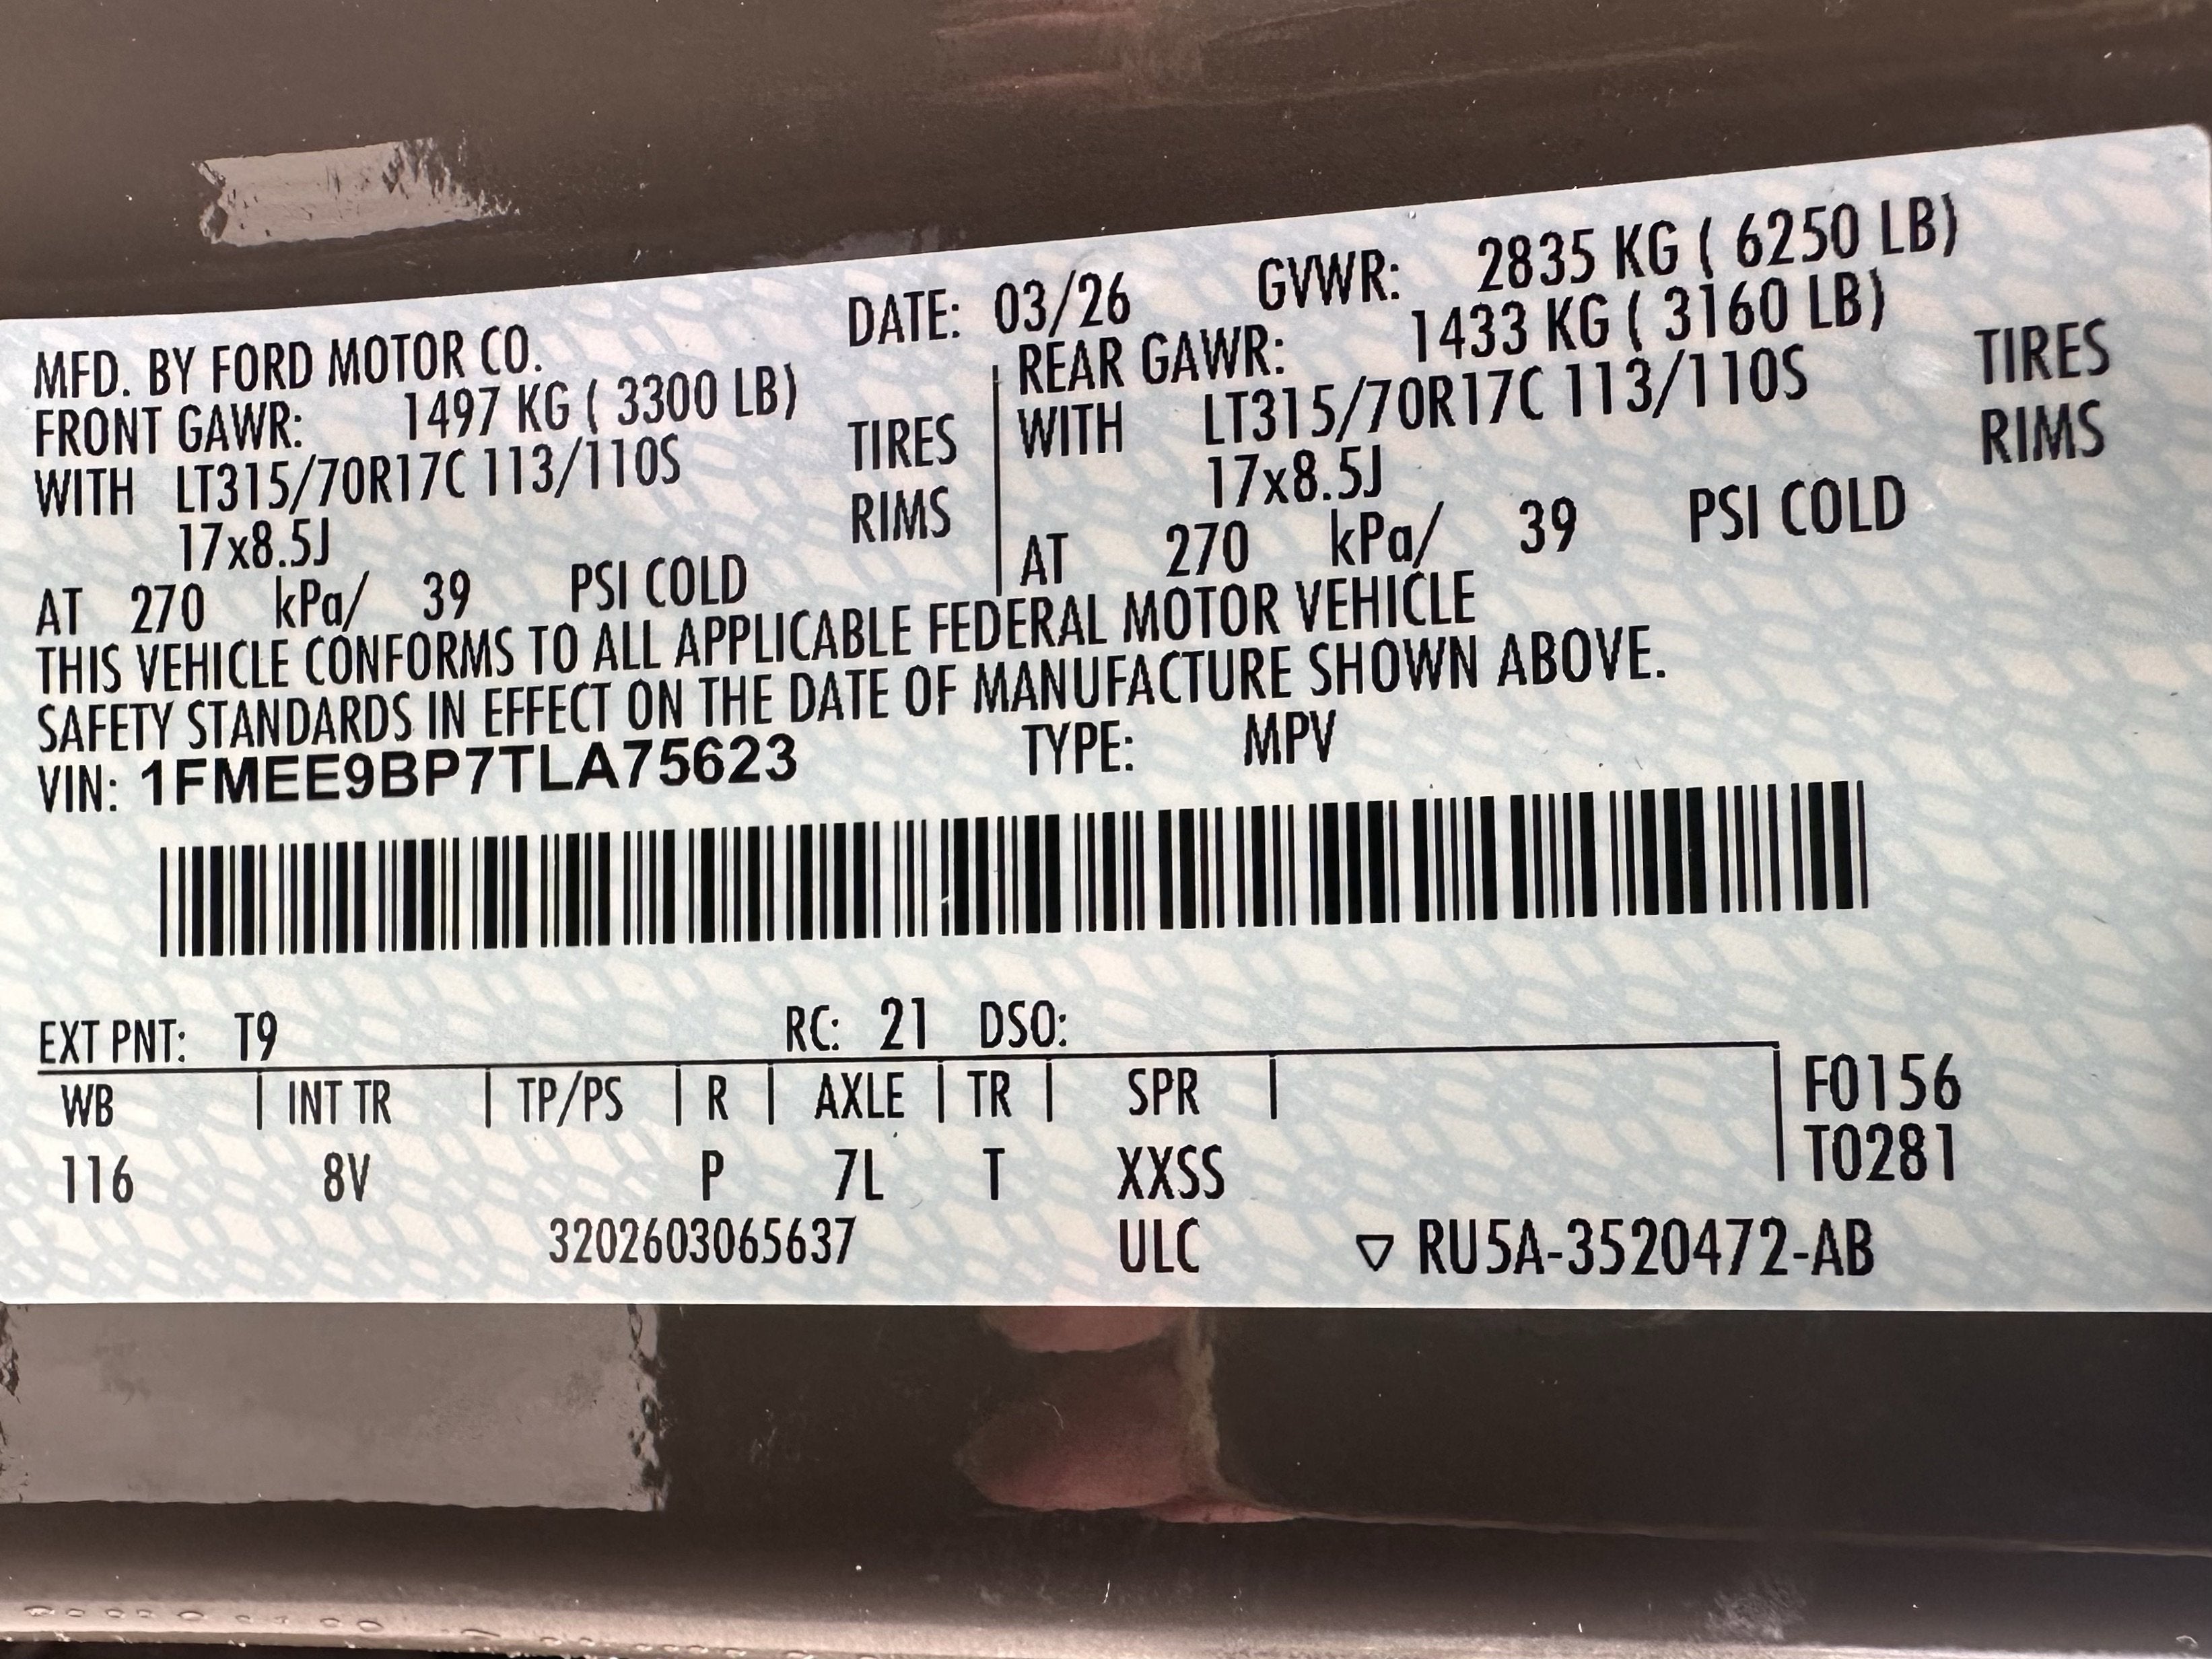 DATE: 03/26 GVWR: 2835 KG ( 6250 LB)
MFD. BY FORD MOTOR CO.
FRONT GAWR: 1497 KG ( 3300 LB)
WITH LT315/70R17C 113/110S TIRES
17x8.5J RIMS
AT 270 kPa/ 39 PSI COLD
REAR GAWR: 1433 KG ( 3160 LB)
WITH LT315/70R17C 113/110S TIRES
17x8.5J RIMS
AT 270 kPa/ 39 PSI COLD
THIS VEHICLE CONFORMS TO ALL APPLICABLE FEDERAL MOTOR VEHICLE
SAFETY STANDARDS IN EFFECT ON THE DATE OF MANUFACTURE SHOWN ABOVE.
VIN: 1FMEE9BP7TLA75623 TYPE: MPV
EXT PNT: T9 RC: 21 DSO:
WB INT TR TP/PS R AXLE TR SPR F0156
T0281
116 8V P 7L T XXSS
3202603065637 ULC ▽ RU5A-3520472-AB